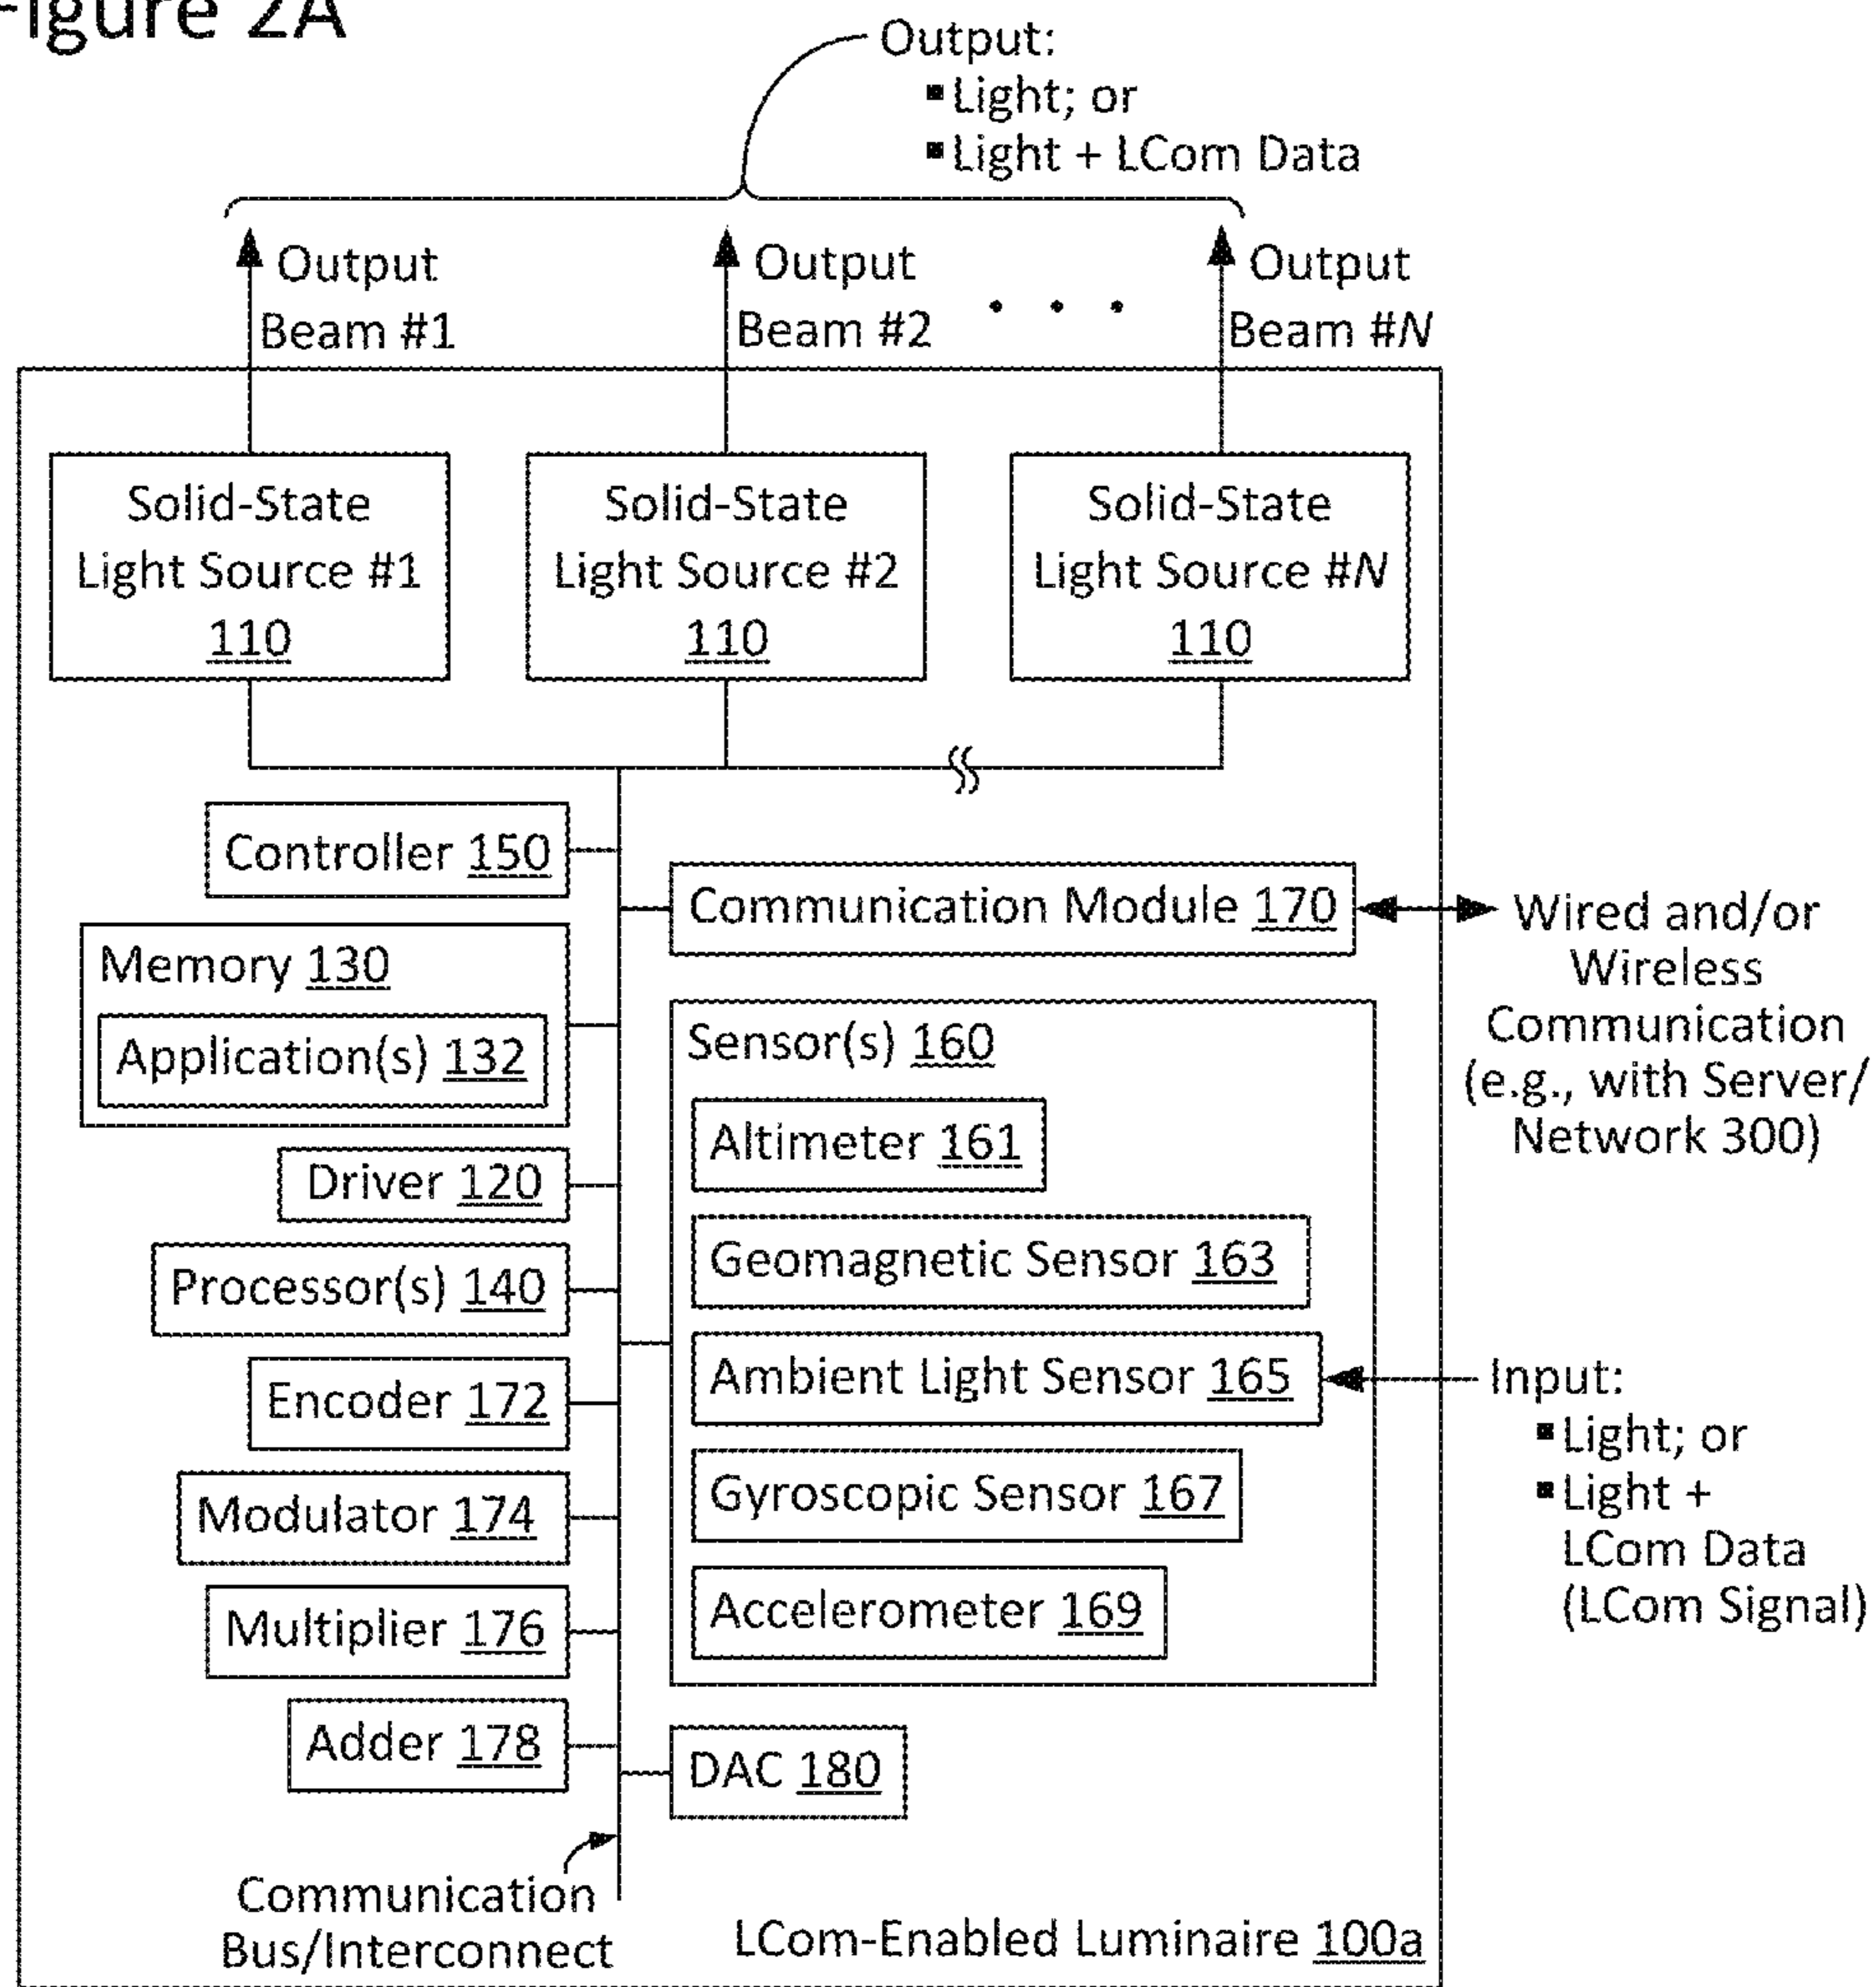 Figure 2A
Output:
▪ Light; or
▪ Light + LCom Data
Output
Beam #1
Output
Beam #2
. . .
Output
Beam #N
Solid-State
Light Source #1
110
Solid-State
Light Source #2
110
Solid-State
Light Source #N
110
Controller 150
Memory 130
Application(s) 132
Driver 120
Processor(s) 140
Encoder 172
Modulator 174
Multiplier 176
Adder 178
Communication
Bus/Interconnect
Communication Module 170
Wired and/or
Wireless
Communication
(e.g., with Server/
Network 300)
Sensor(s) 160
Altimeter 161
Geomagnetic Sensor 163
Ambient Light Sensor 165
Gyroscopic Sensor 167
Accelerometer 169
Input:
▪ Light; or
▪ Light +
LCom Data
(LCom Signal)
DAC 180
LCom-Enabled Luminaire 100a